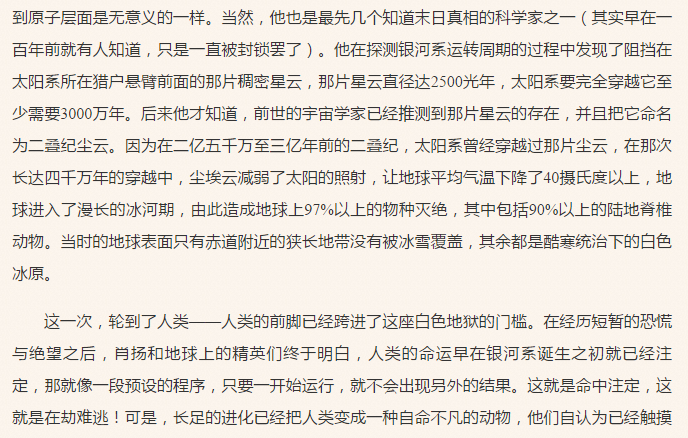 到原子层面是无意义的一样。当然，他也是最先几个知道末日真相的科学家之一（其实早在一
百年前就有人知道，只是一直被封锁罢了）。他在探测银河系运转周期的过程中发现了阻挡在
太阳系所在猎户悬臂前面的那片稠密星云，那片星云直径达2500光年，太阳系要完全穿越它至
少需要3000万年。后来他才知道，前世的宇宙学家已经推测到那片星云的存在，并且把它命名
为二叠纪尘云。因为在二亿五千万至三亿年前的二叠纪，太阳系曾经穿越过那片尘云，在那次
长达四千万年的穿越中，尘埃云减弱了太阳的照射，让地球平均气温下降了40摄氏度以上，地
球进入了漫长的冰河期，由此造成地球上97%以上的物种灭绝，其中包括90%以上的陆地脊椎
动物。当时的地球表面只有赤道附近的狭长地带没有被冰雪覆盖，其余都是酷寒统治下的白色
冰原。
这一次，轮到了人类——人类的前脚已经跨进了这座白色地狱的门槛。在经历短暂的恐慌
与绝望之后，肖扬和地球上的精英们终于明白，人类的命运早在银河系诞生之初就已经注
定，那就像一段预设的程序，只要一开始运行，就不会出现另外的结果。这就是命中注定，这
就是在劫难逃！可是，长足的进化已经把人类变成一种自命不凡的动物，他们自认为已经触摸